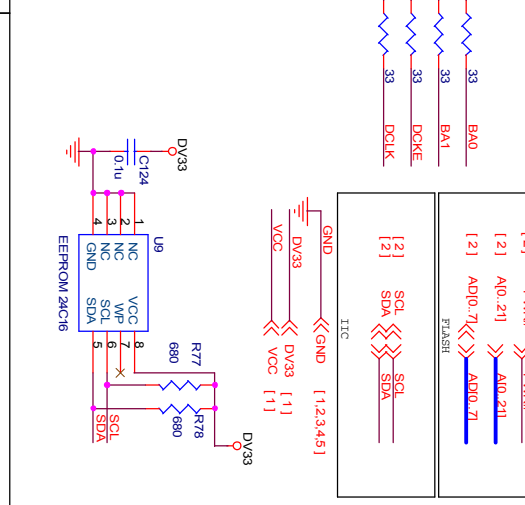 33
33
33
33
DCLK
DCKE
BA1
BA0
DV33
C124
0.1u
U9
1
2
3
4
NC
NC
NC
GND
VCC
WP
SCL
SDA
8
7
6
5
EEPROM 24C16
R77
680
R78
680
SCL
SDA
DV33
GND
DV33
VCC
GND [1,2,3,4,5]
DV33 [1]
VCC [1]
[2] SCL SCL
[2] SDA SDA
IIC
[2] A[0..21] A[0..21]
[2] AD[0..7] AD[0..7]
FLASH